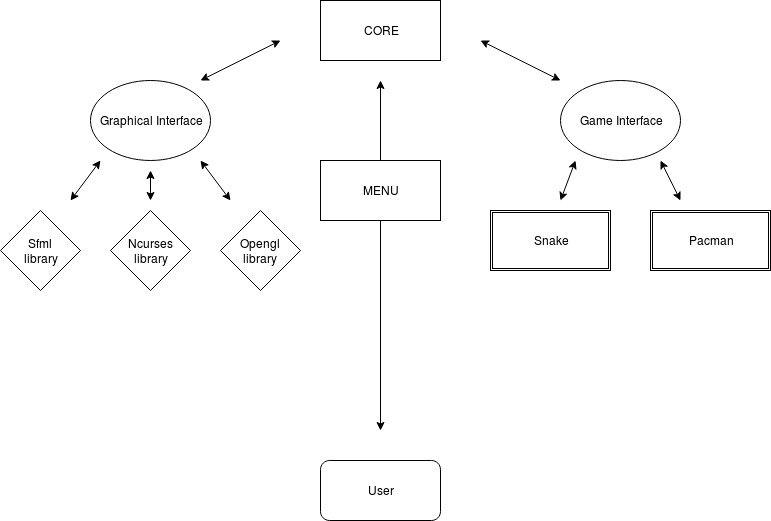 CORE
Graphical Interface
Game Interface
MENU
Sfml
library
Ncurses
library
Opengl
library
Snake
Pacman
User